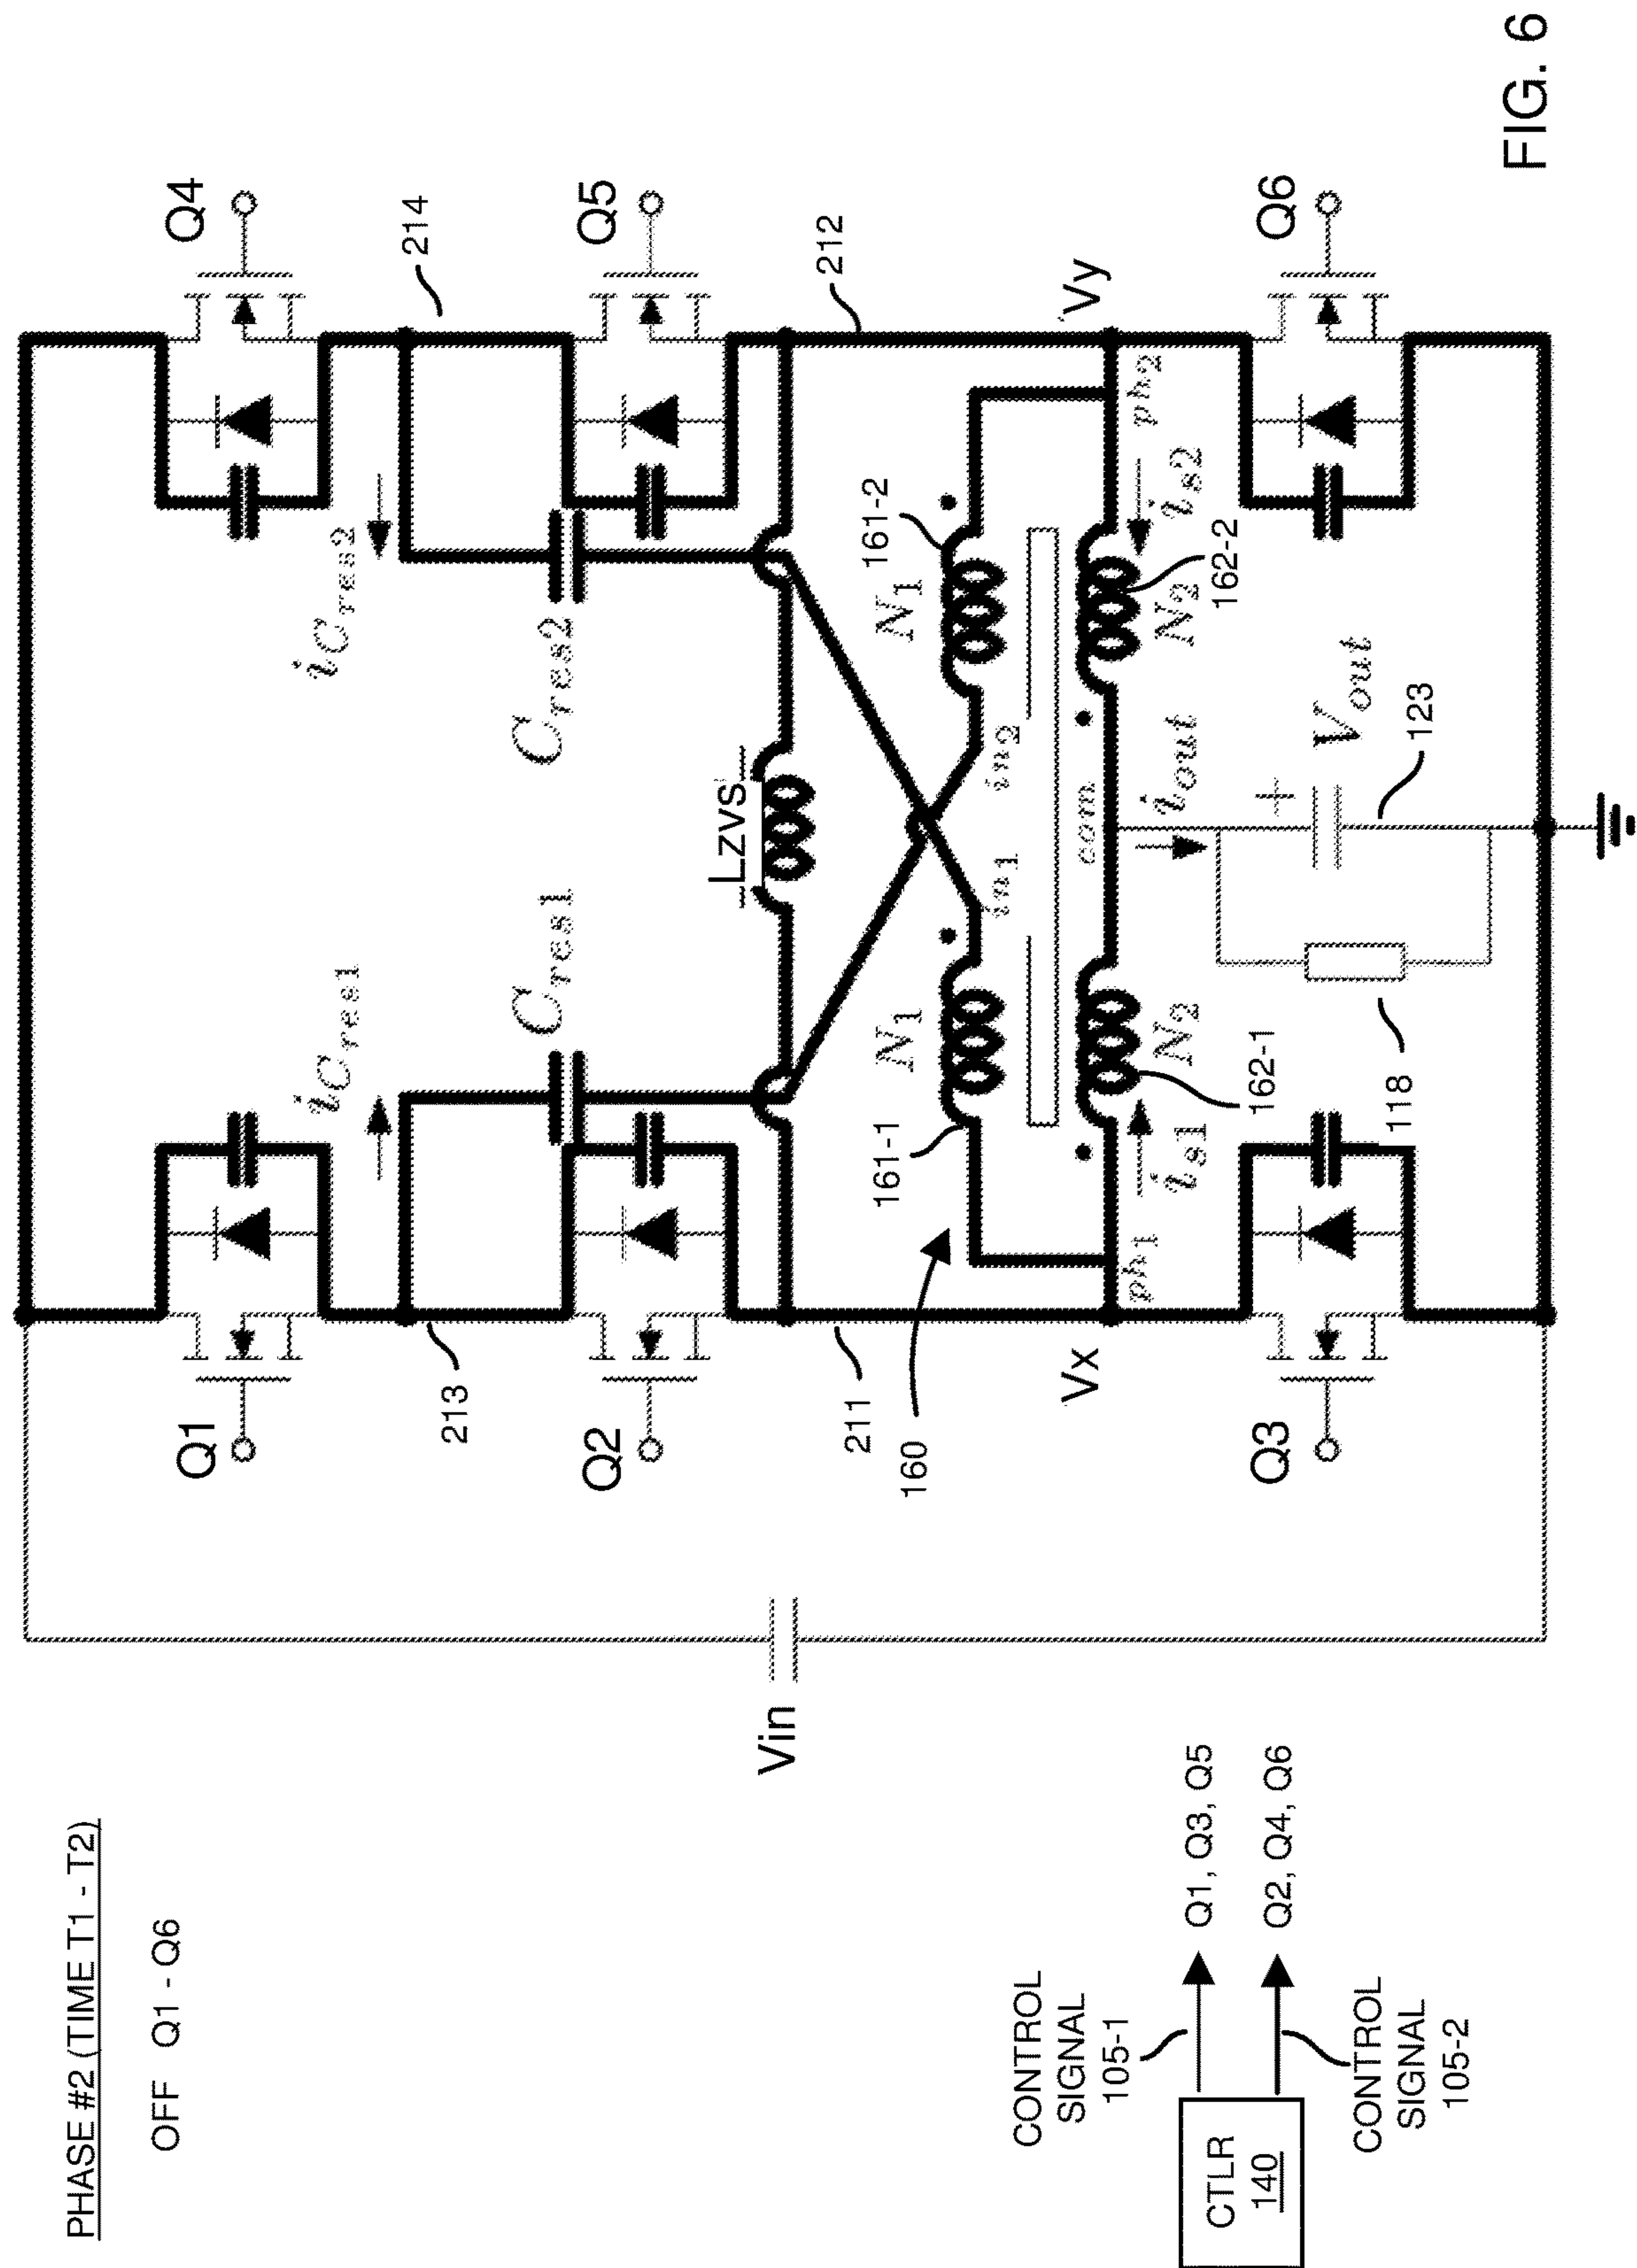 PHASE #2 (TIME T1 - T2)
OFF Q1 - Q6
Q1
Q4
213
214
iCres1
iCres2
Q2
Q5
Cres1
Cres2
LZVS
Vin
211
212
160
161-1
161-2
N1
N1
in1
in2
Vx
Vy
ph1
ph2
com
is1
is2
iout
162-1
162-2
N2
N2
Q3
Q6
118
+
Vout
123
CTLR
140
CONTROL
SIGNAL
105-1
Q1, Q3, Q5
CONTROL
SIGNAL
105-2
Q2, Q4, Q6
FIG. 6